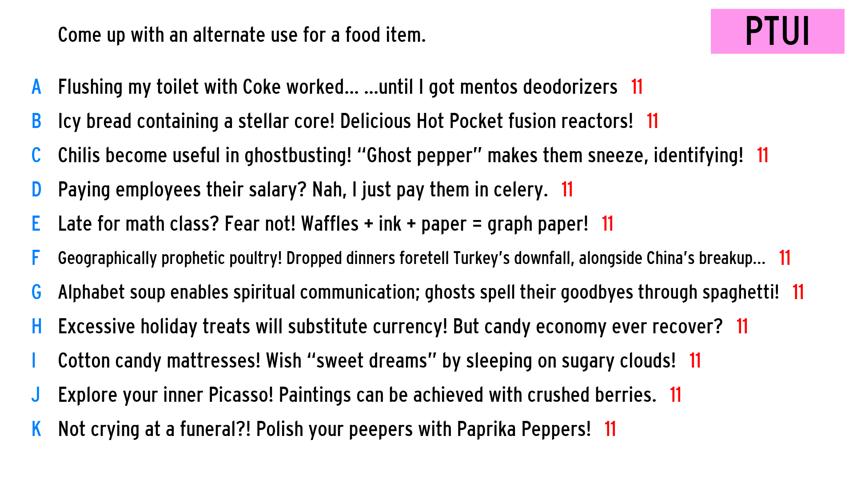 Come up with an alternate use for a food item.
PTUI
A Flushing my toilet with Coke worked... ...until I got mentos deodorizers 11
B Icy bread containing a stellar core! Delicious Hot Pocket fusion reactors! 11
C Chilis become useful in ghostbusting! “Ghost pepper” makes them sneeze, identifying! 11
D Paying employees their salary? Nah, I just pay them in celery. 11
E Late for math class? Fear not! Waffles + ink + paper = graph paper! 11
F Geographically prophetic poultry! Dropped dinners foretell Turkey's downfall, alongside China's breakup... 11
G Alphabet soup enables spiritual communication; ghosts spell their goodbyes through spaghetti! 11
H Excessive holiday treats will substitute currency! But candy economy ever recover? 11
I Cotton candy mattresses! Wish “sweet dreams” by sleeping on sugary clouds! 11
J Explore your inner Picasso! Paintings can be achieved with crushed berries. 11
K Not crying at a funeral?! Polish your peepers with Paprika Peppers! 11